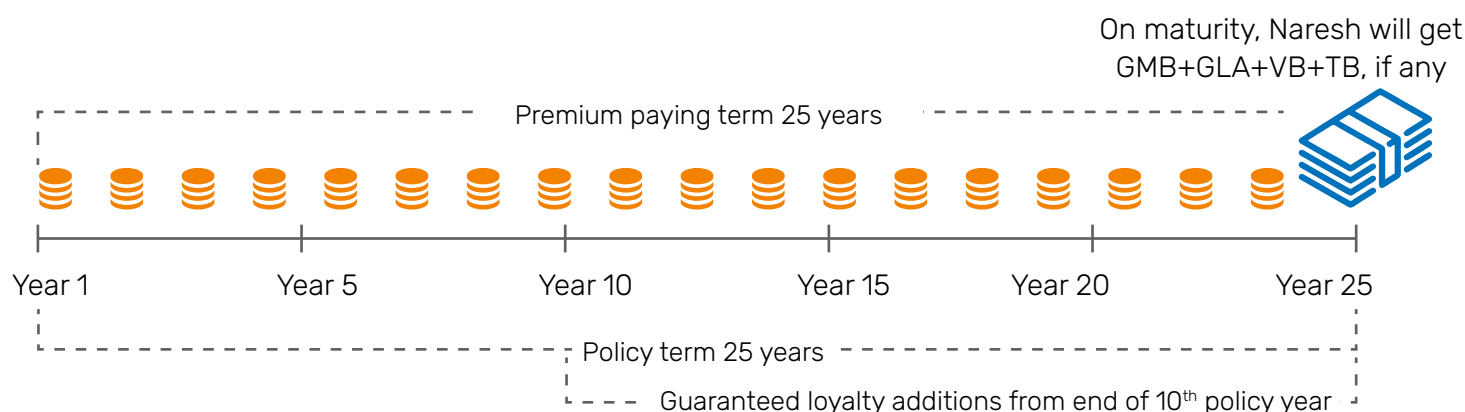 On maturity, Naresh will get
GMB+GLA+VB+TB, if any
Premium paying term 25 years
Year 1 Year 5 Year 10 Year 15 Year 20 Year 25
Policy term 25 years
Guaranteed loyalty additions from end of 10th policy year